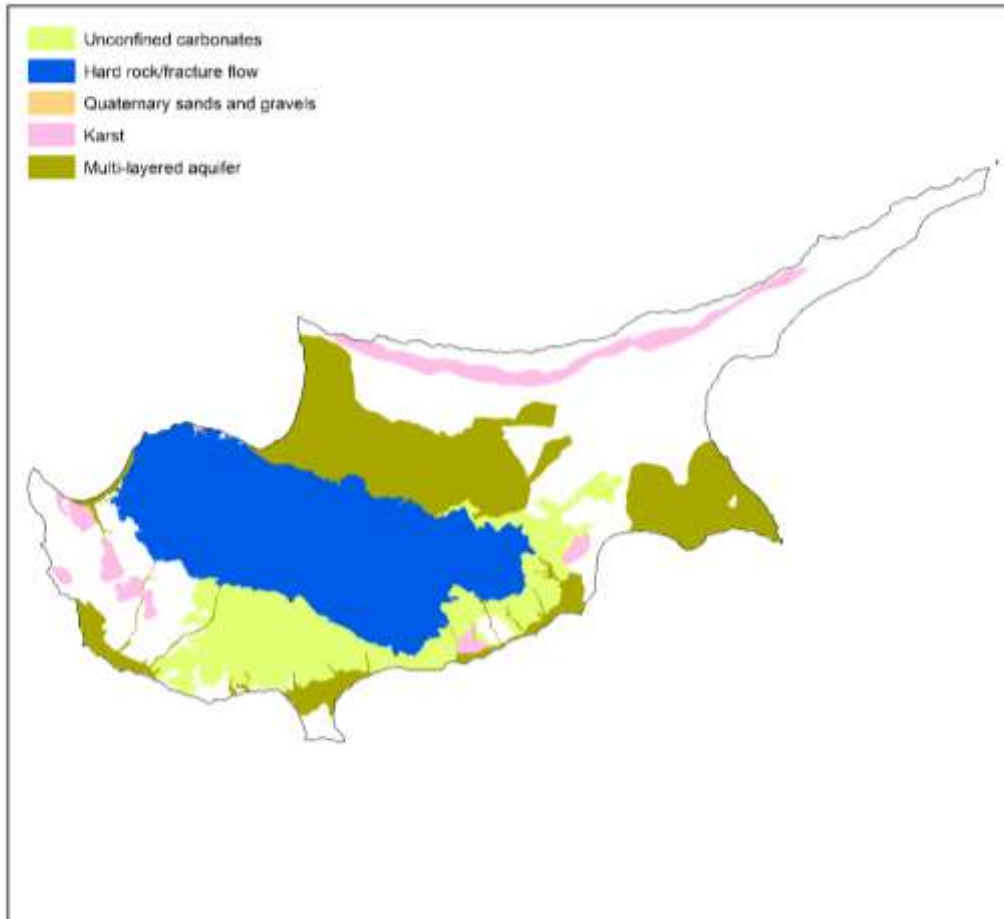 Unconfined carbonates
Hard rock/fracture flow
Quaternary sands and gravels
Karst
Multi-layered aquifer